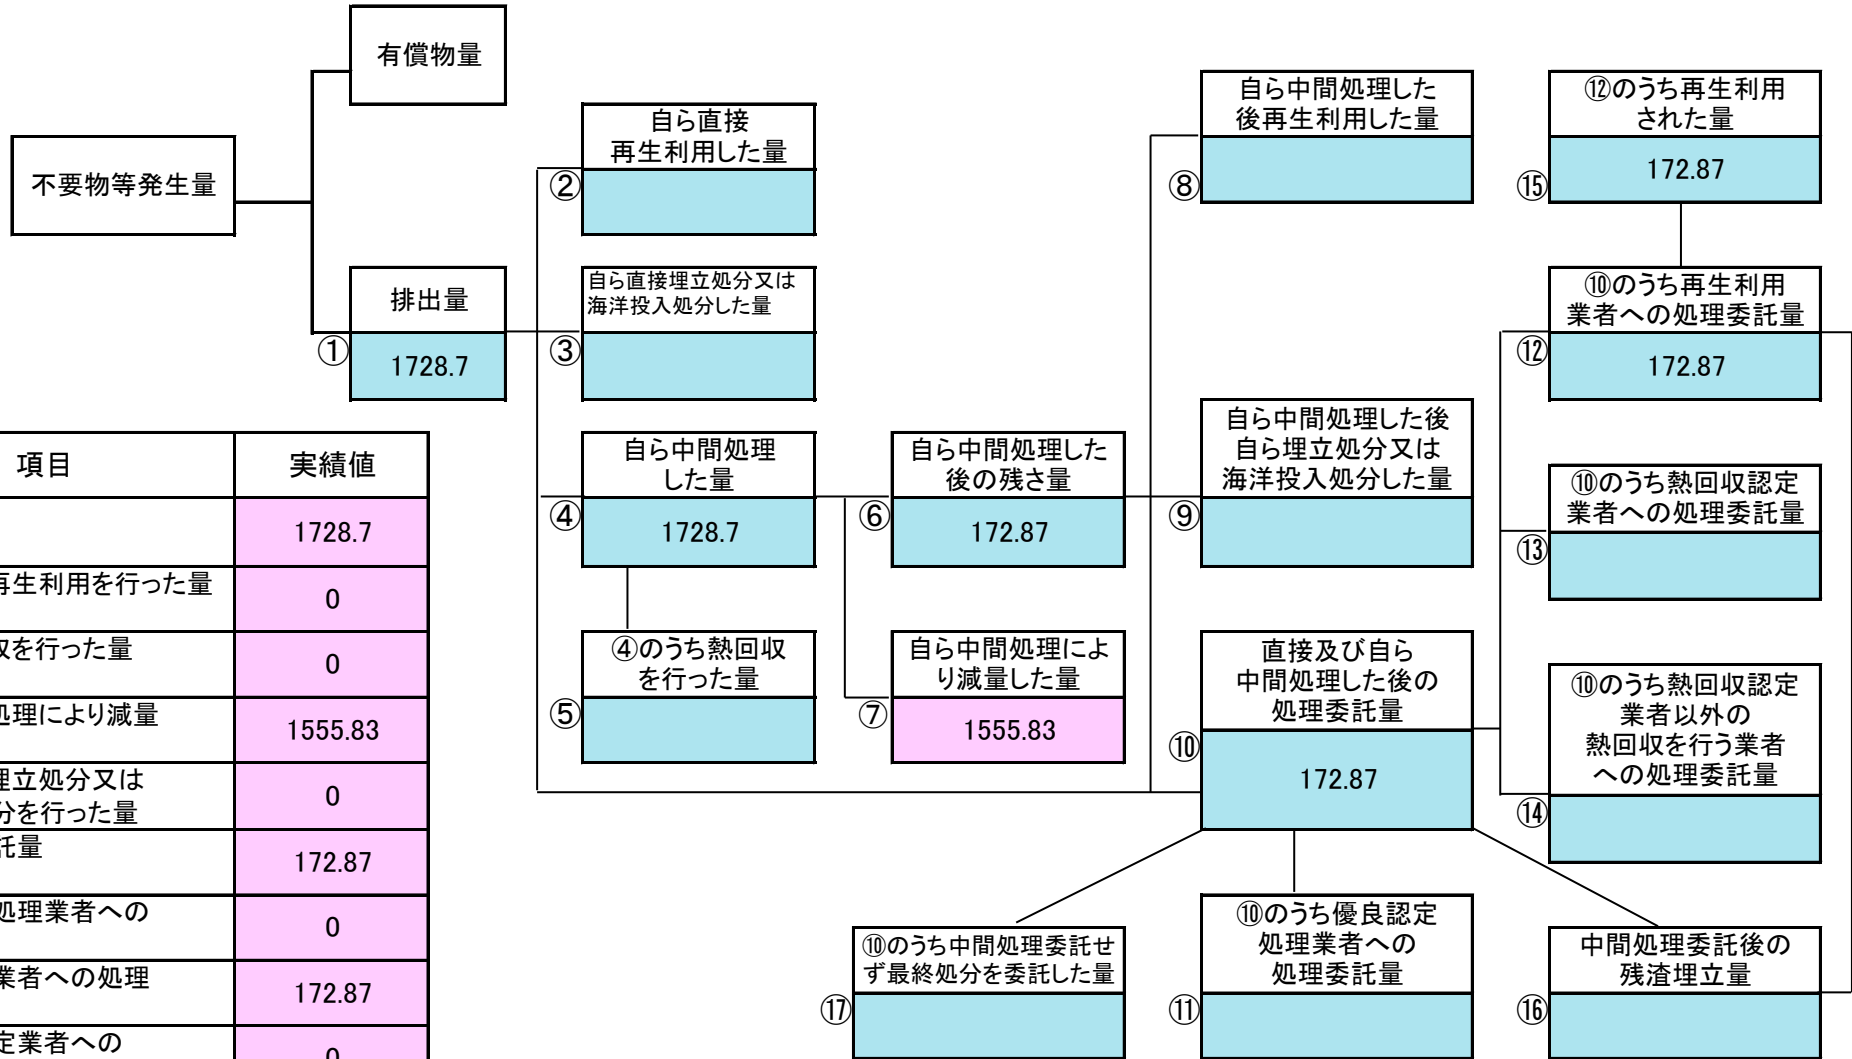 有償物量
不要物等発生量
排出量
①
1728.7
自ら直接
再生利用した量
②
自ら直接埋立処分又は
海洋投入処分した量
③
自ら中間処理
した量
④
1728.7
④のうち熱回収
を行った量
⑤
自ら中間処理した
後の残さ量
⑥
172.87
自ら中間処理によ
り減量した量
⑦
1555.83
自ら中間処理した
後再生利用した量
⑧
自ら中間処理した後
自ら埋立処分又は
海洋投入処分した量
⑨
直接及び自ら
中間処理した後の
処理委託量
⑩
172.87
⑫のうち再生利用
された量
⑮
172.87
⑩のうち再生利用
業者への処理委託量
⑫
172.87
⑩のうち熱回収認定
業者への処理委託量
⑬
⑩のうち熱回収認定
業者以外の
熱回収を行う業者
への処理委託量
⑭
⑩のうち中間処理委託せ
ず最終処分を委託した量
⑰
⑩のうち優良認定
処理業者への
処理委託量
⑪
中間処理委託後の
残渣埋立量
⑯
項目
実績値
1728.7
再生利用を行った量
0
を行った量
0
処理により減量
1555.83
埋立処分又は
分を行った量
0
託量
172.87
処理業者への
0
業者への処理
172.87
定業者への
0